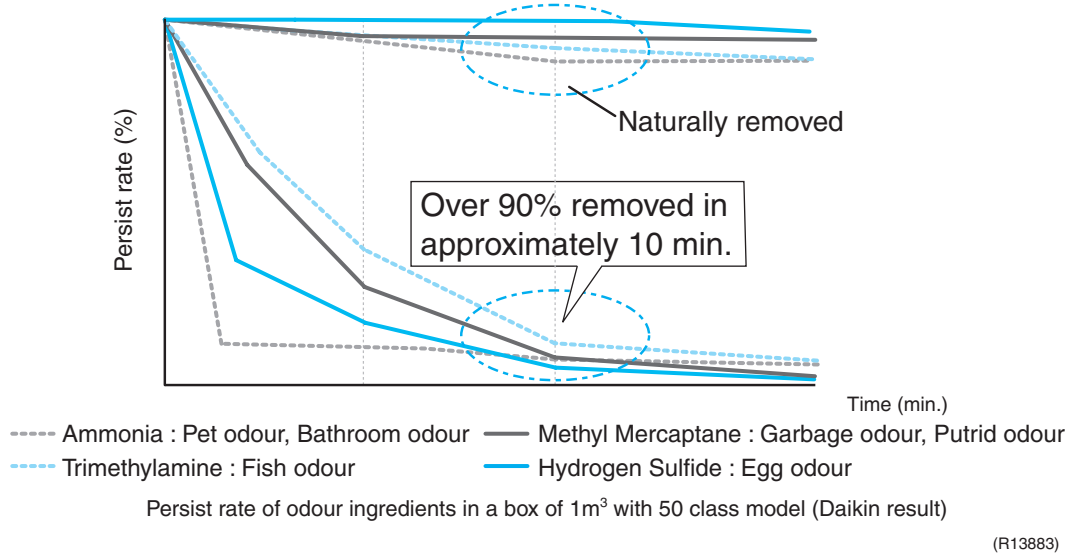 Persist rate (%)
Naturally removed
Over 90% removed in
approximately 10 min.
Time (min.)
Ammonia : Pet odour, Bathroom odour
Methyl Mercaptane : Garbage odour, Putrid odour
Trimethylamine : Fish odour
Hydrogen Sulfide : Egg odour
Persist rate of odour ingredients in a box of 1m³ with 50 class model (Daikin result)
(R13883)